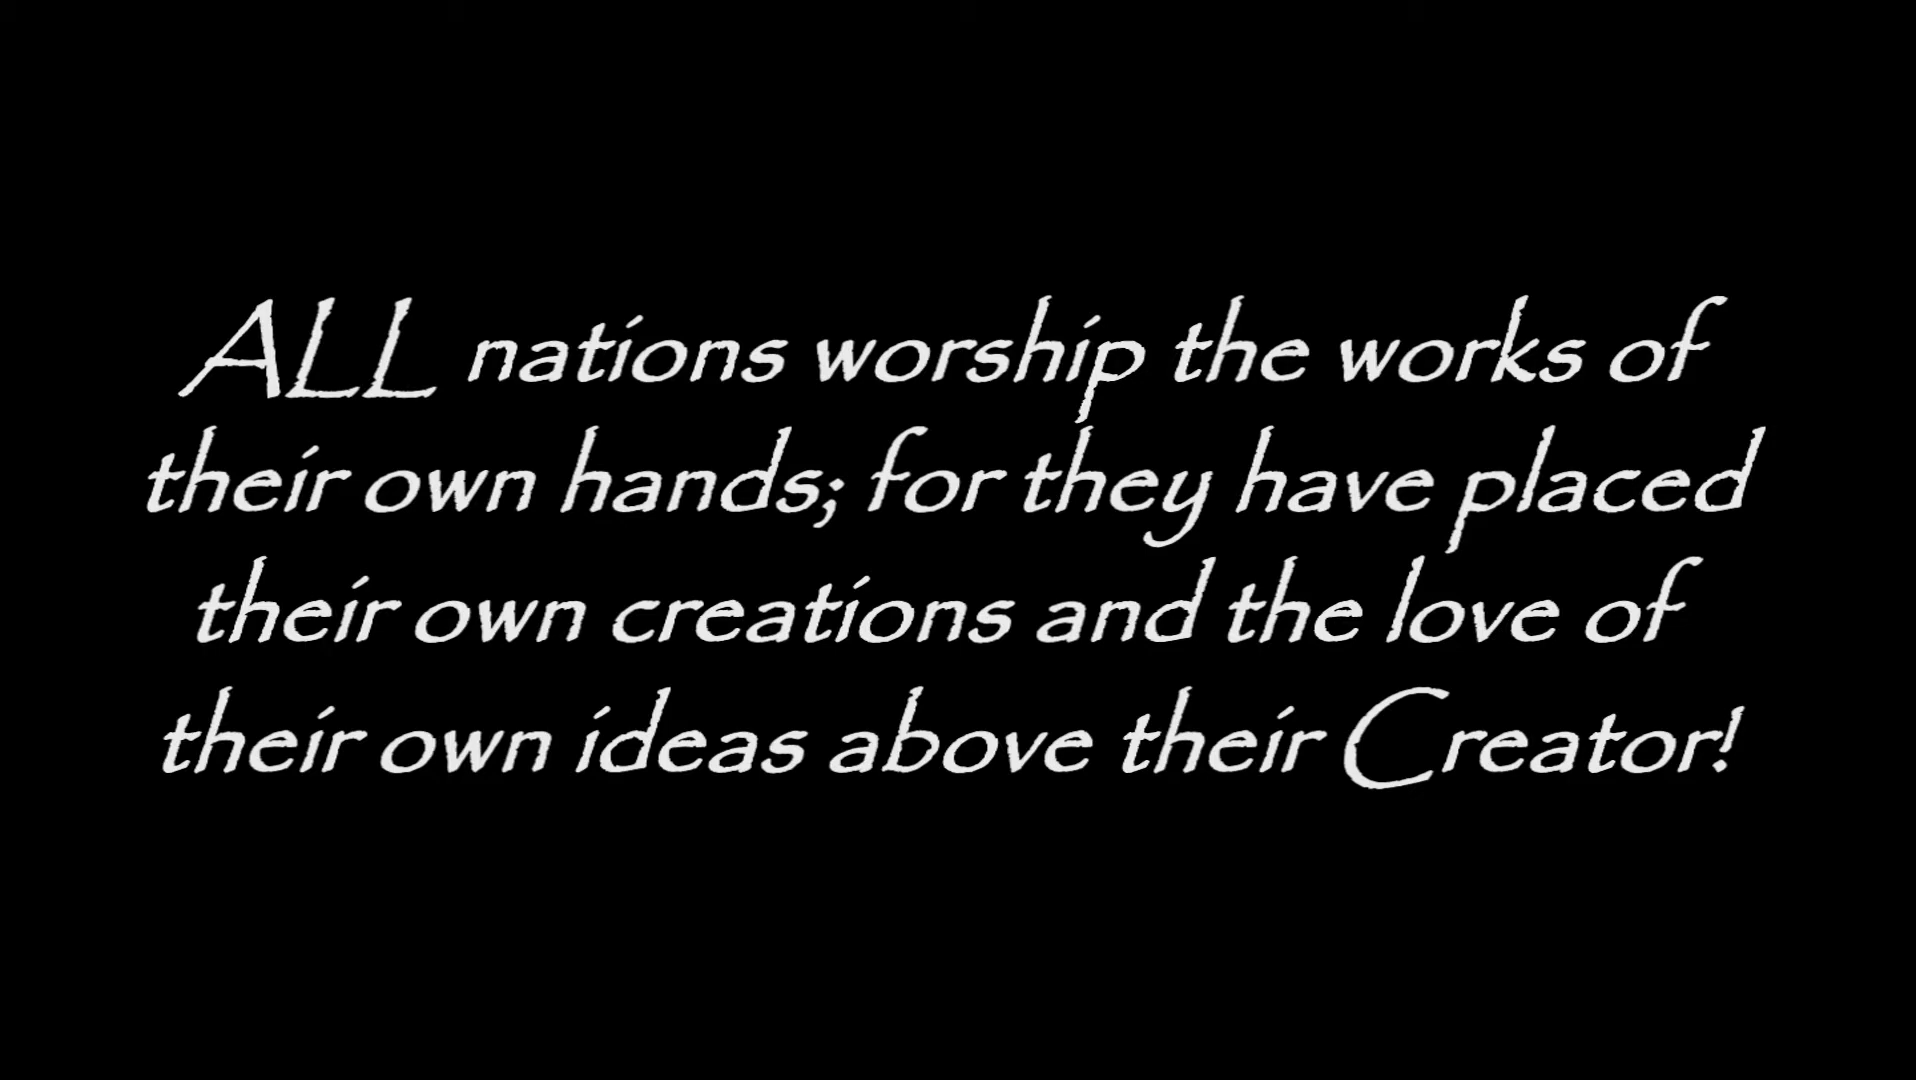 ALL nations worship the works of
their own hands; for they have placed
their own creations and the love of
their own ideas above their Creator!